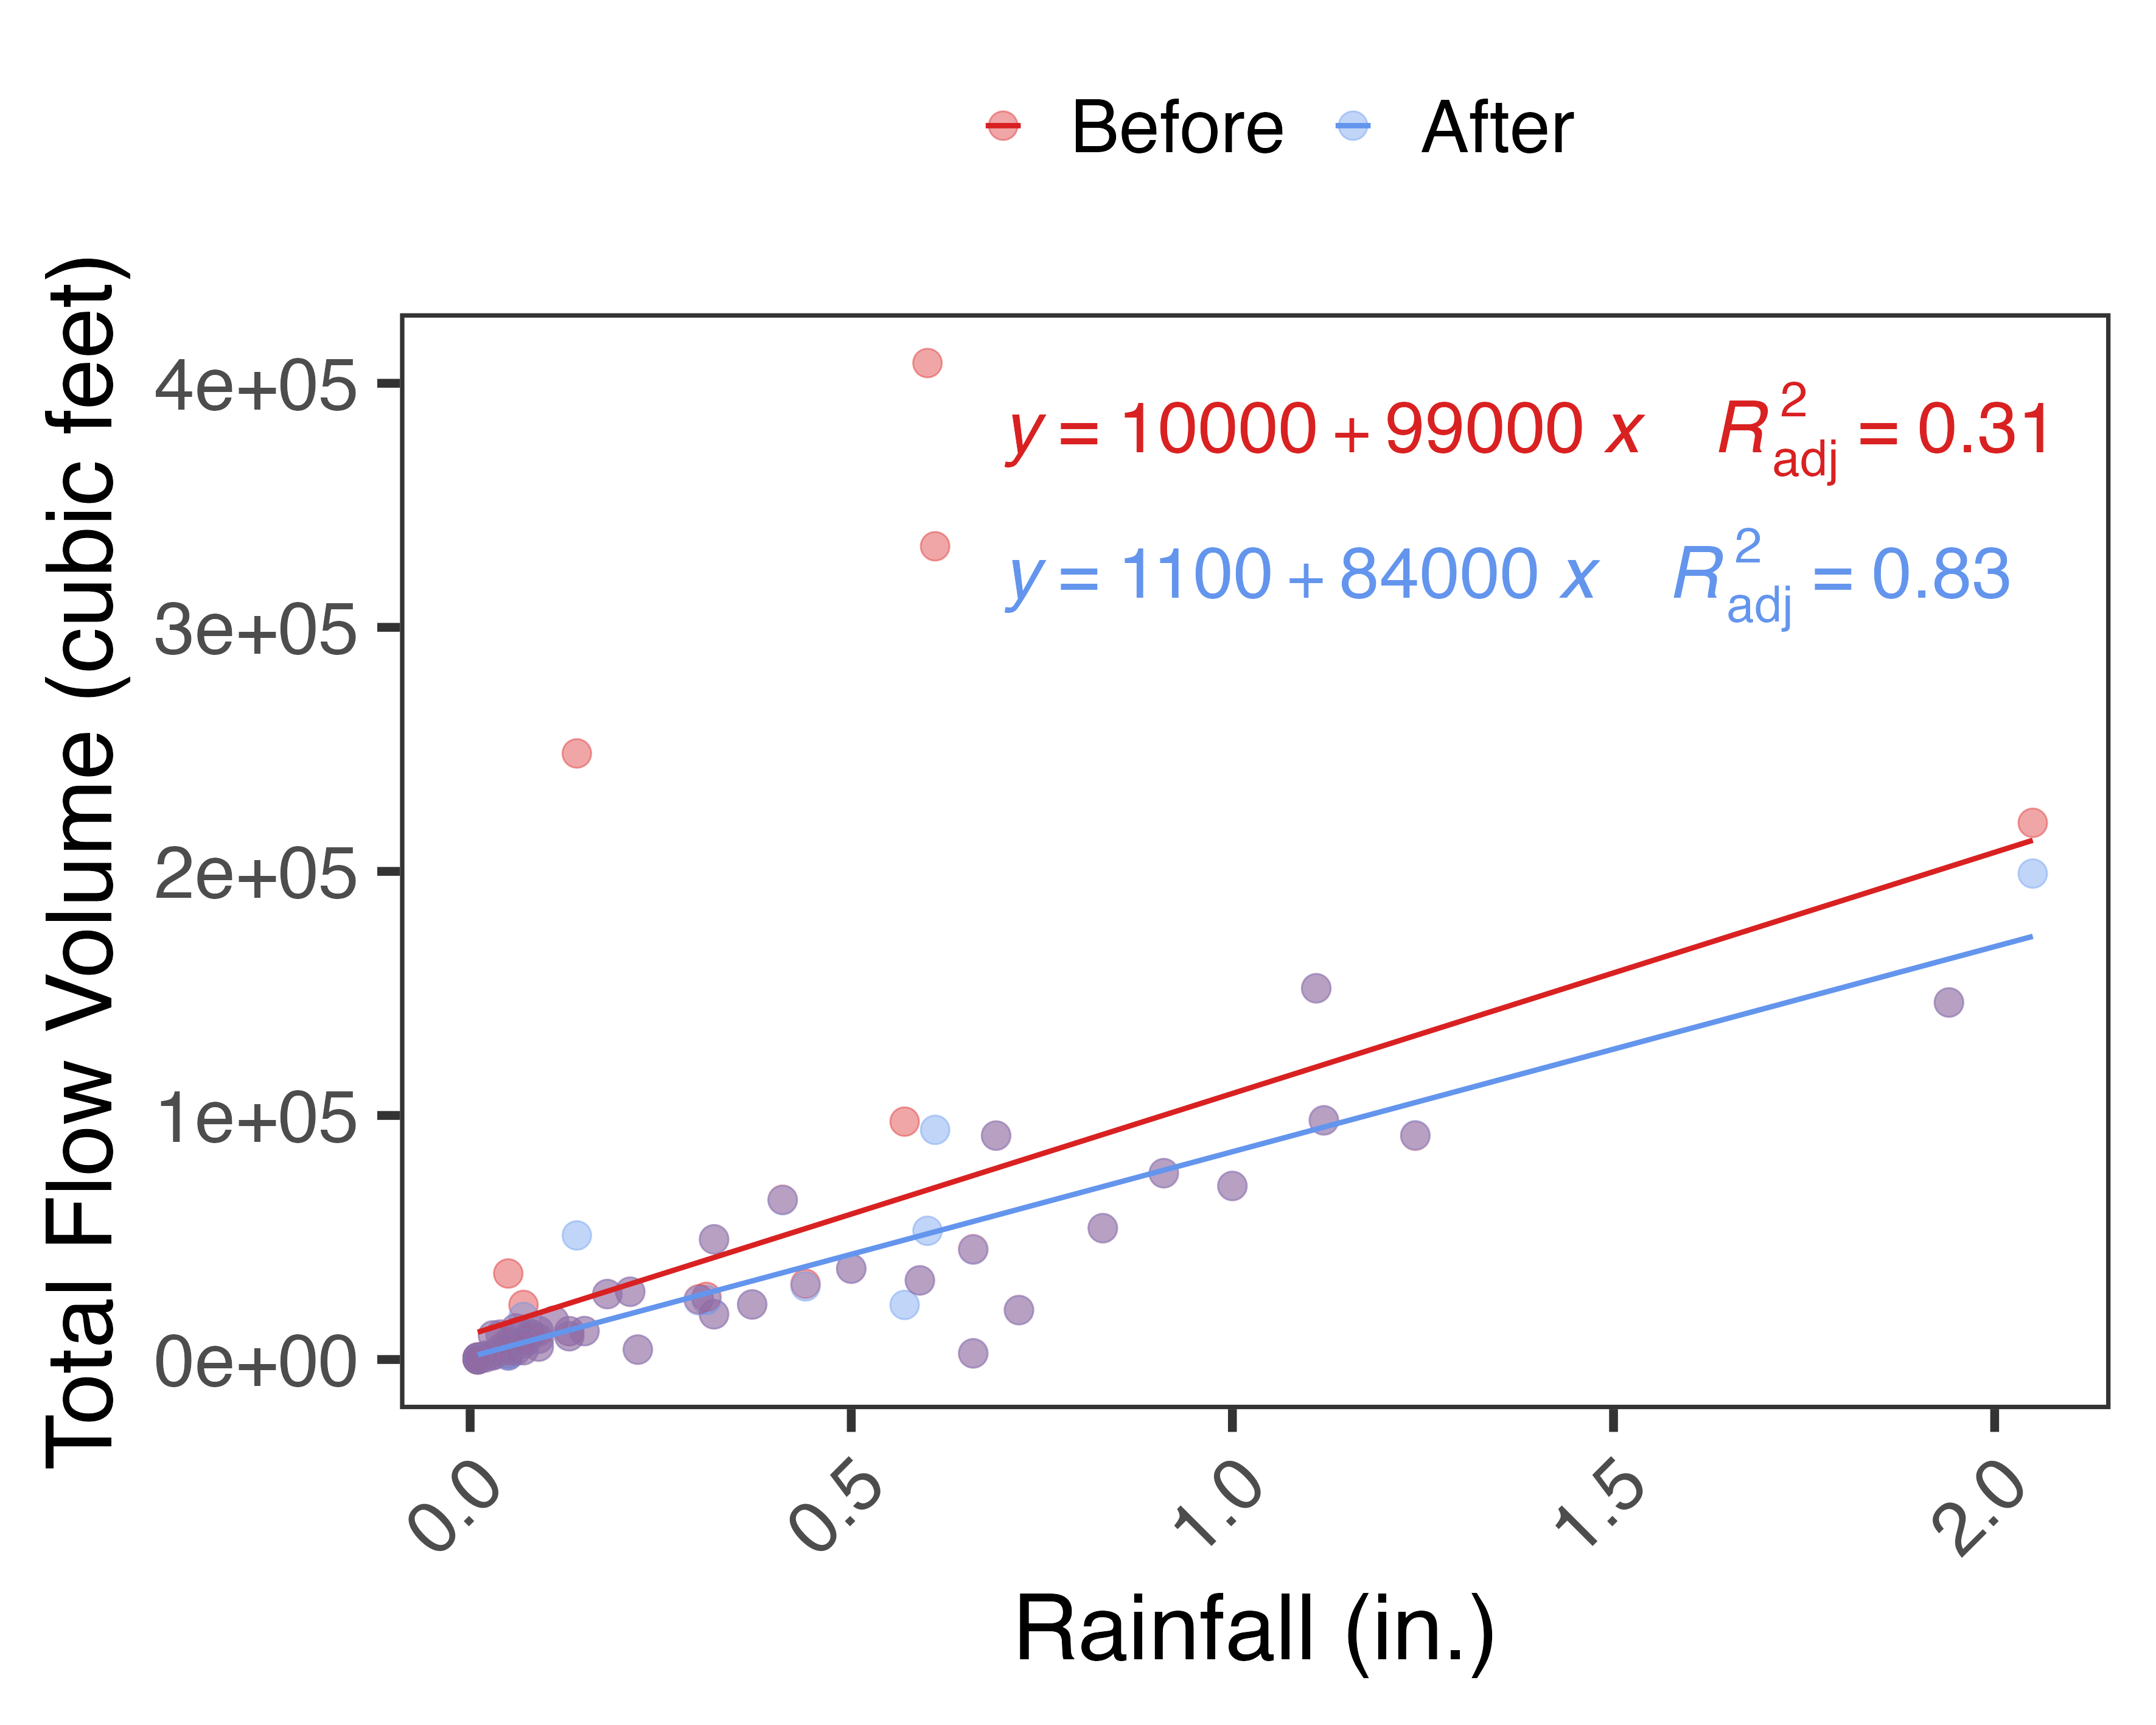 Before After
Total Flow Volume (cubic feet)
4e+05
3e+05
2e+05
1e+05
0e+00
y = 10000 + 99000 x R²adj = 0.31
y = 1100 + 84000 x R²adj = 0.83
0.0 0.5 1.0 1.5 2.0
Rainfall (in.)